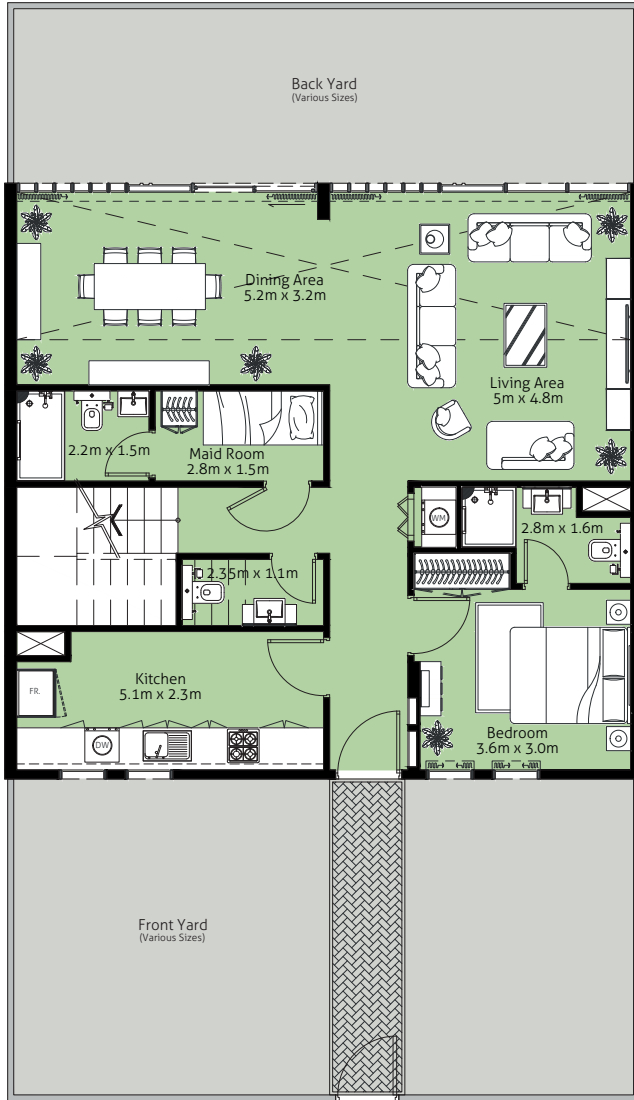 Back Yard
(Various Sizes)
Dining Area
5.2m x 3.2m
Living Area
5m x 4.8m
2.2m x 1.5m
Maid Room
2.8m x 1.5m
WM
2.8m x 1.6m
2.35m x 1.1m
Kitchen
5.1m x 2.3m
FR.
DW
Bedroom
3.6m x 3.0m
Front Yard
(Various Sizes)